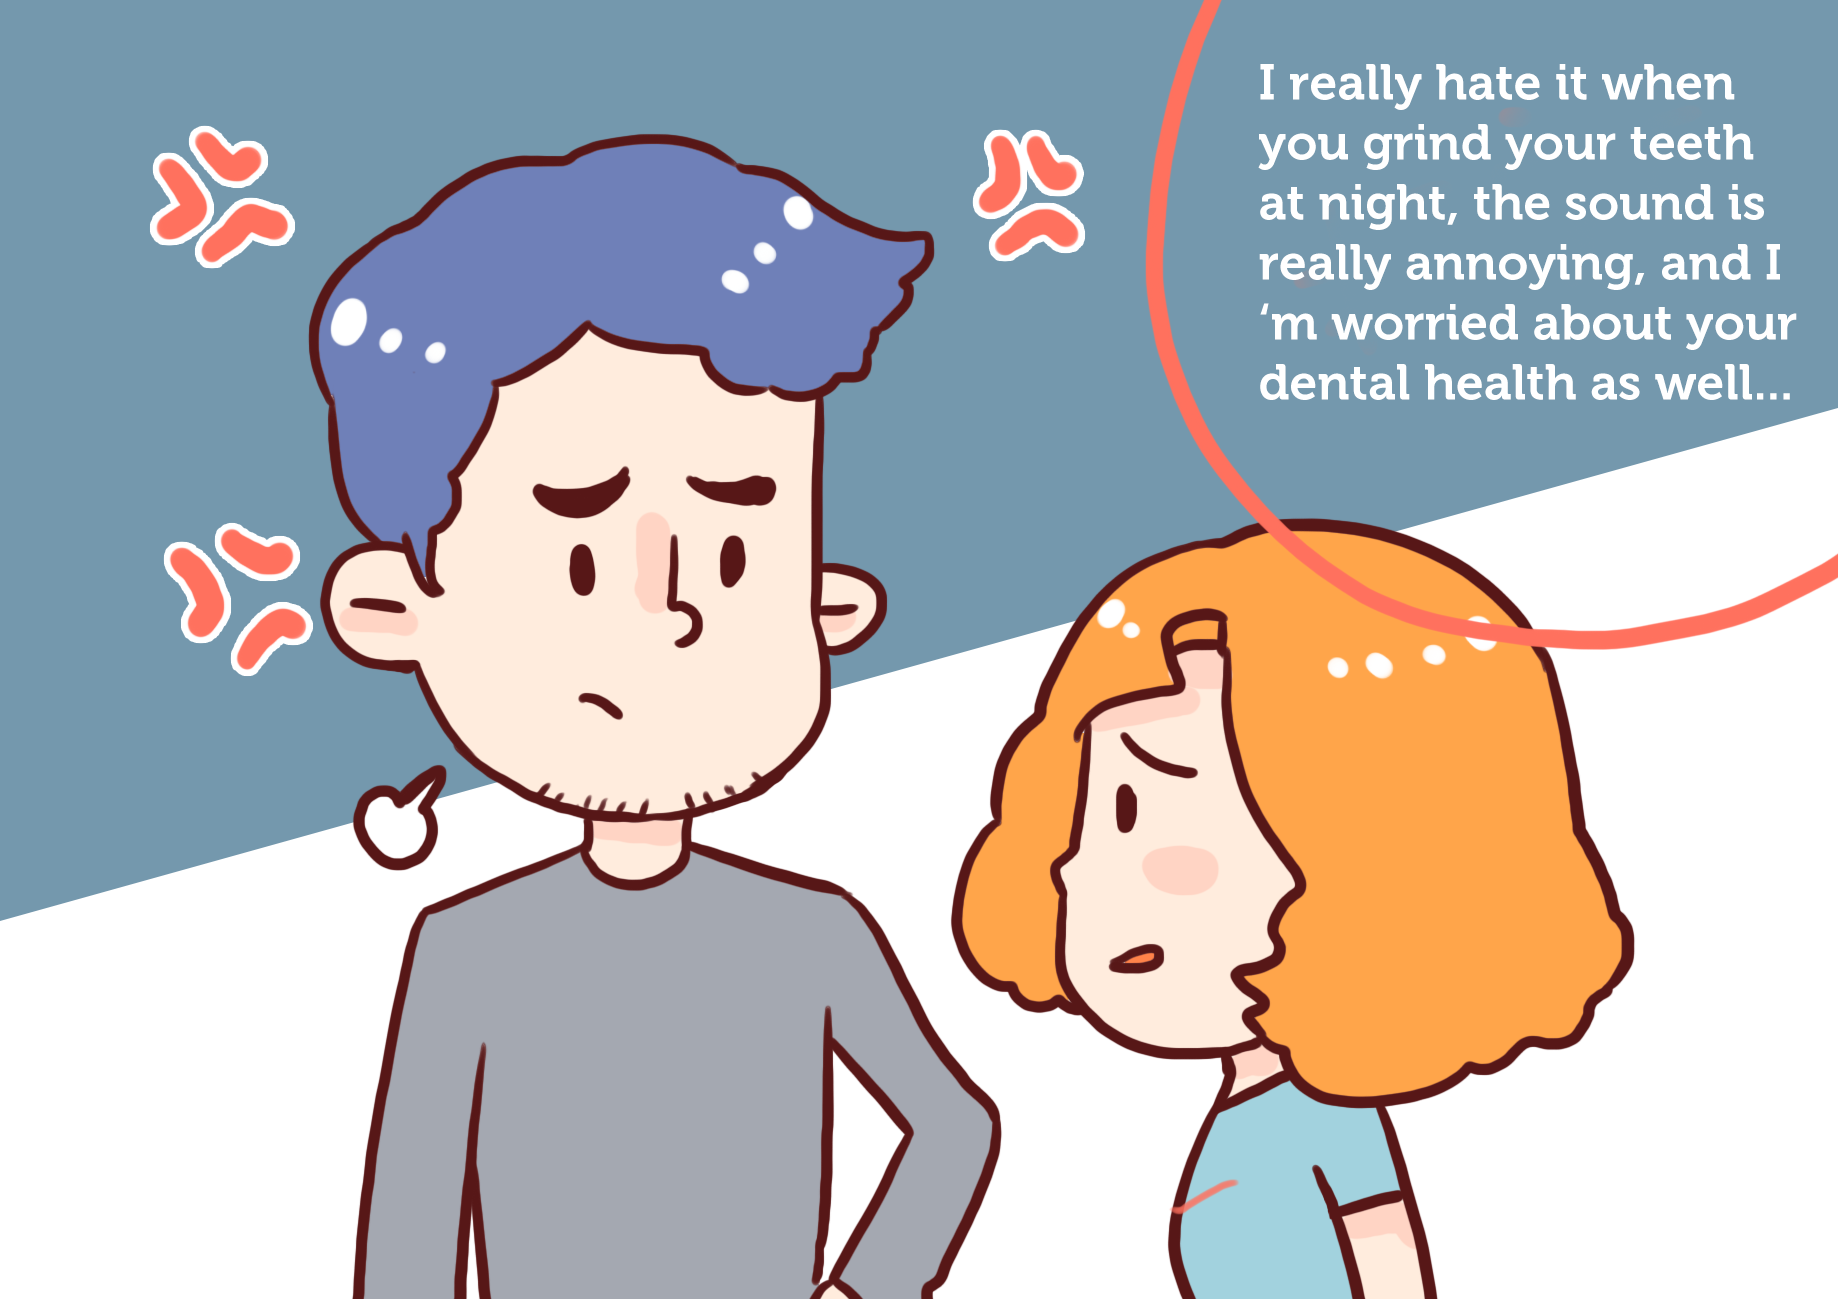 I really hate it when
you grind your teeth
at night, the sound is
really annoying, and I
‘m worried about your
dental health as well...